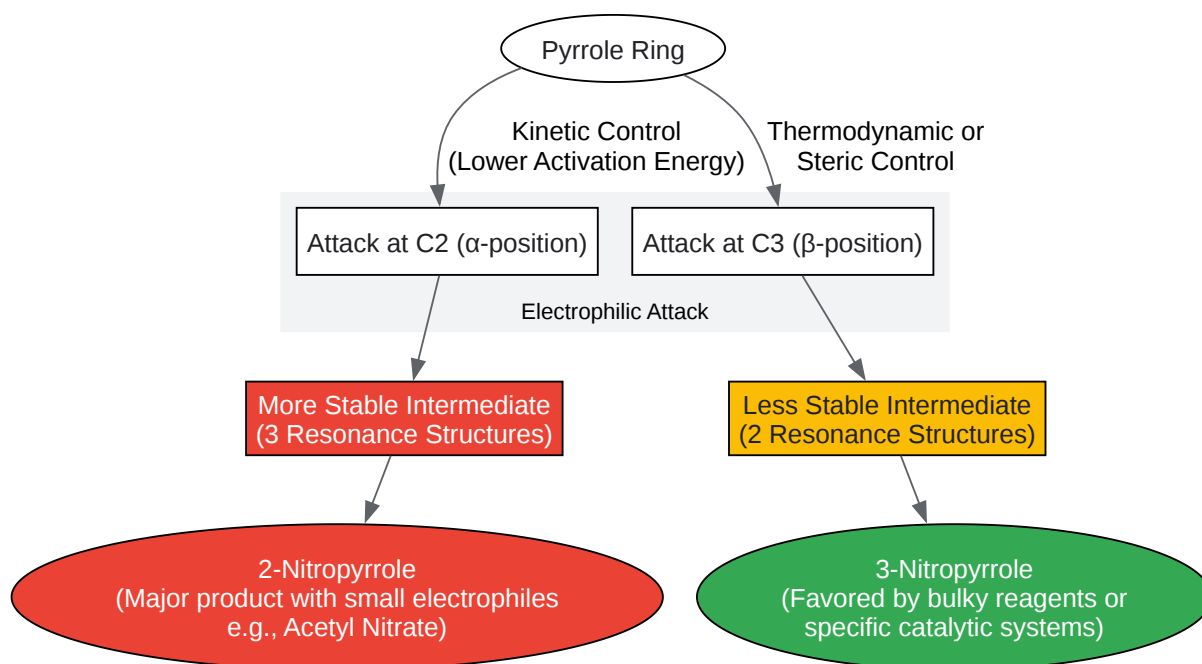 Pyrrole Ring
Kinetic Control
(Lower Activation Energy)
Thermodynamic or
Steric Control
Attack at C2 (α-position)
Attack at C3 (β-position)
Electrophilic Attack
More Stable Intermediate
(3 Resonance Structures)
Less Stable Intermediate
(2 Resonance Structures)
2-Nitropyrrole
(Major product with small electrophiles
e.g., Acetyl Nitrate)
3-Nitropyrrole
(Favored by bulky reagents or
specific catalytic systems)